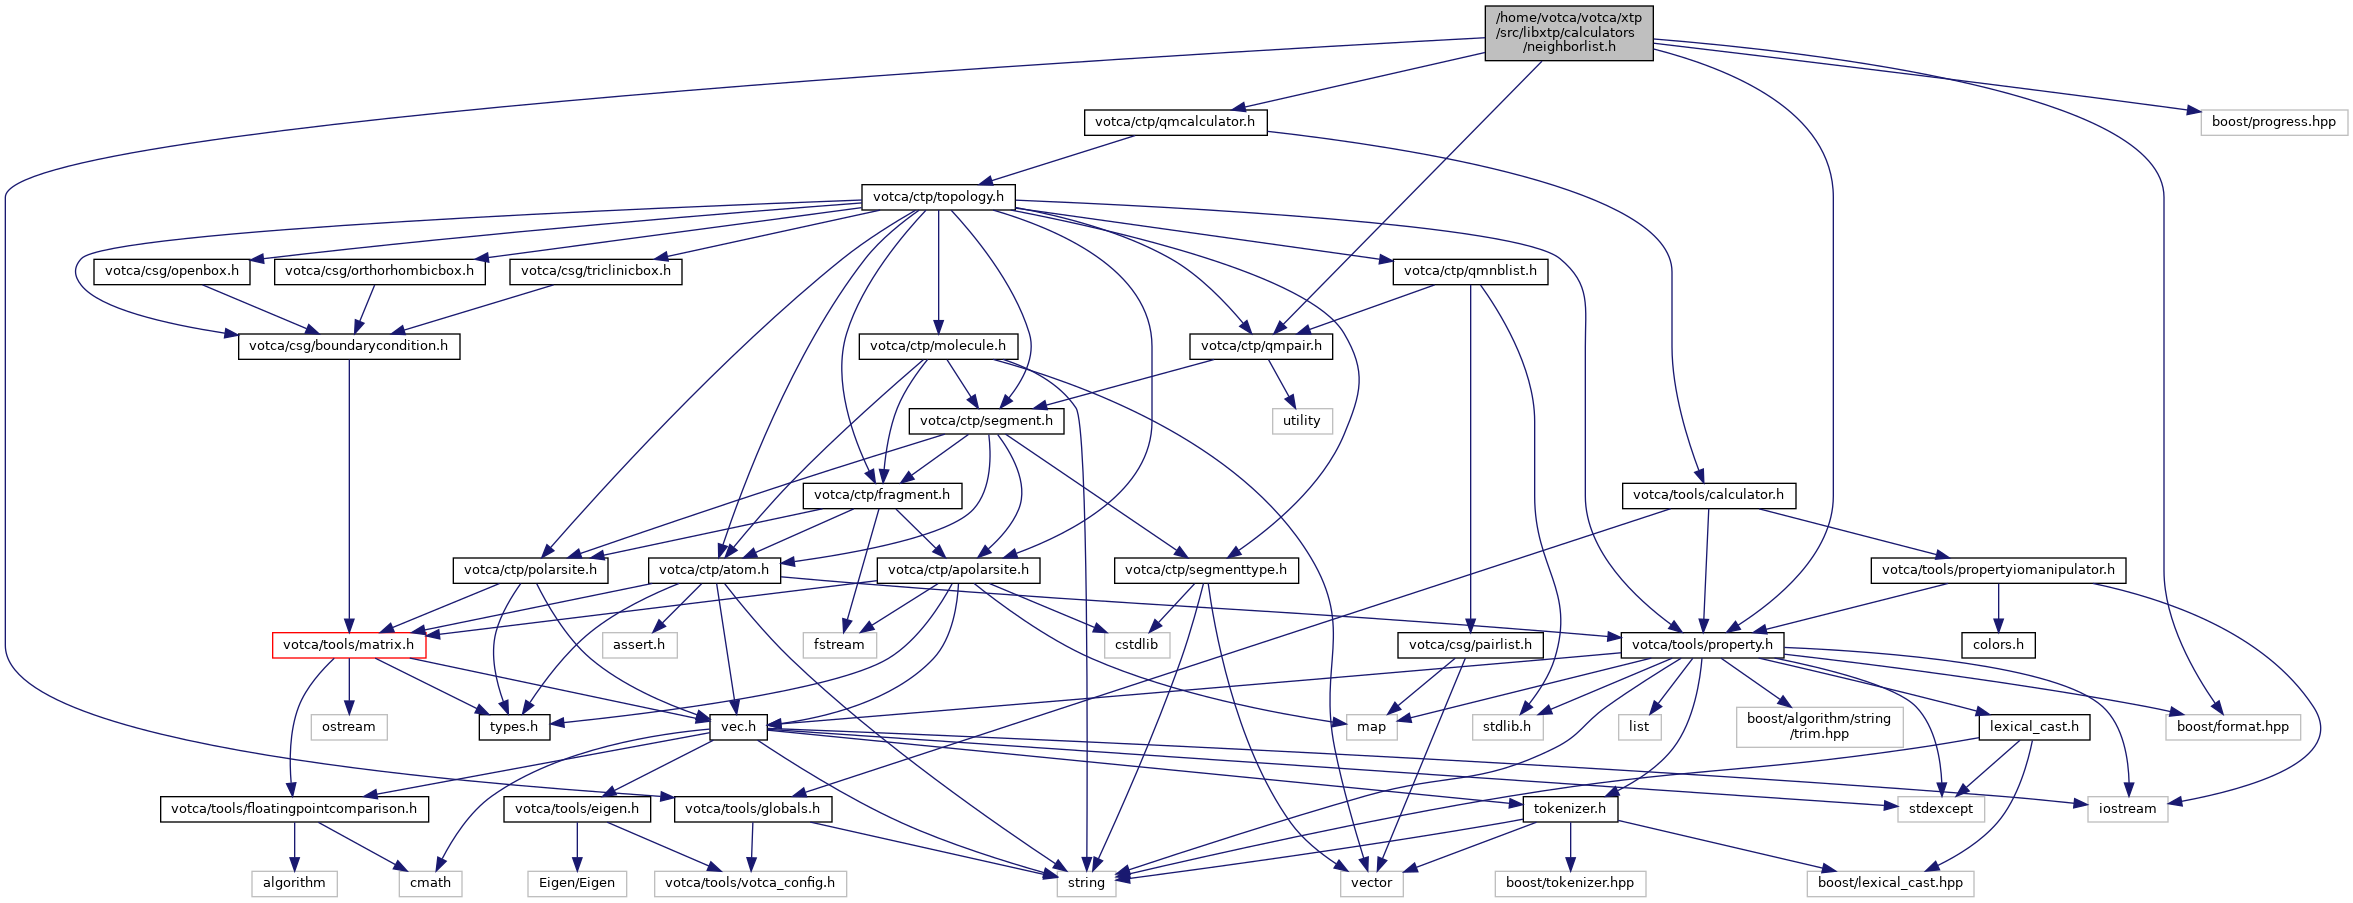 /home/votca/votca/xtp
/src/libxtp/calculators
/neighborlist.h
votca/ctp/qmcalculator.h
boost/progress.hpp
votca/ctp/topology.h
votca/csg/openbox.h
votca/csg/orthorhombicbox.h
votca/csg/triclinicbox.h
votca/ctp/qmnblist.h
votca/csg/boundarycondition.h
votca/ctp/molecule.h
votca/ctp/qmpair.h
votca/ctp/segment.h
utility
votca/ctp/fragment.h
votca/tools/calculator.h
votca/ctp/polarsite.h
votca/ctp/atom.h
votca/ctp/apolarsite.h
votca/ctp/segmenttype.h
votca/tools/propertyiomanipulator.h
votca/tools/matrix.h
assert.h
fstream
cstdlib
votca/csg/pairlist.h
votca/tools/property.h
colors.h
ostream
types.h
vec.h
map
stdlib.h
list
boost/algorithm/string
/trim.hpp
lexical_cast.h
boost/format.hpp
votca/tools/floatingpointcomparison.h
votca/tools/eigen.h
votca/tools/globals.h
tokenizer.h
stdexcept
iostream
algorithm
cmath
Eigen/Eigen
votca/tools/votca_config.h
string
vector
boost/tokenizer.hpp
boost/lexical_cast.hpp